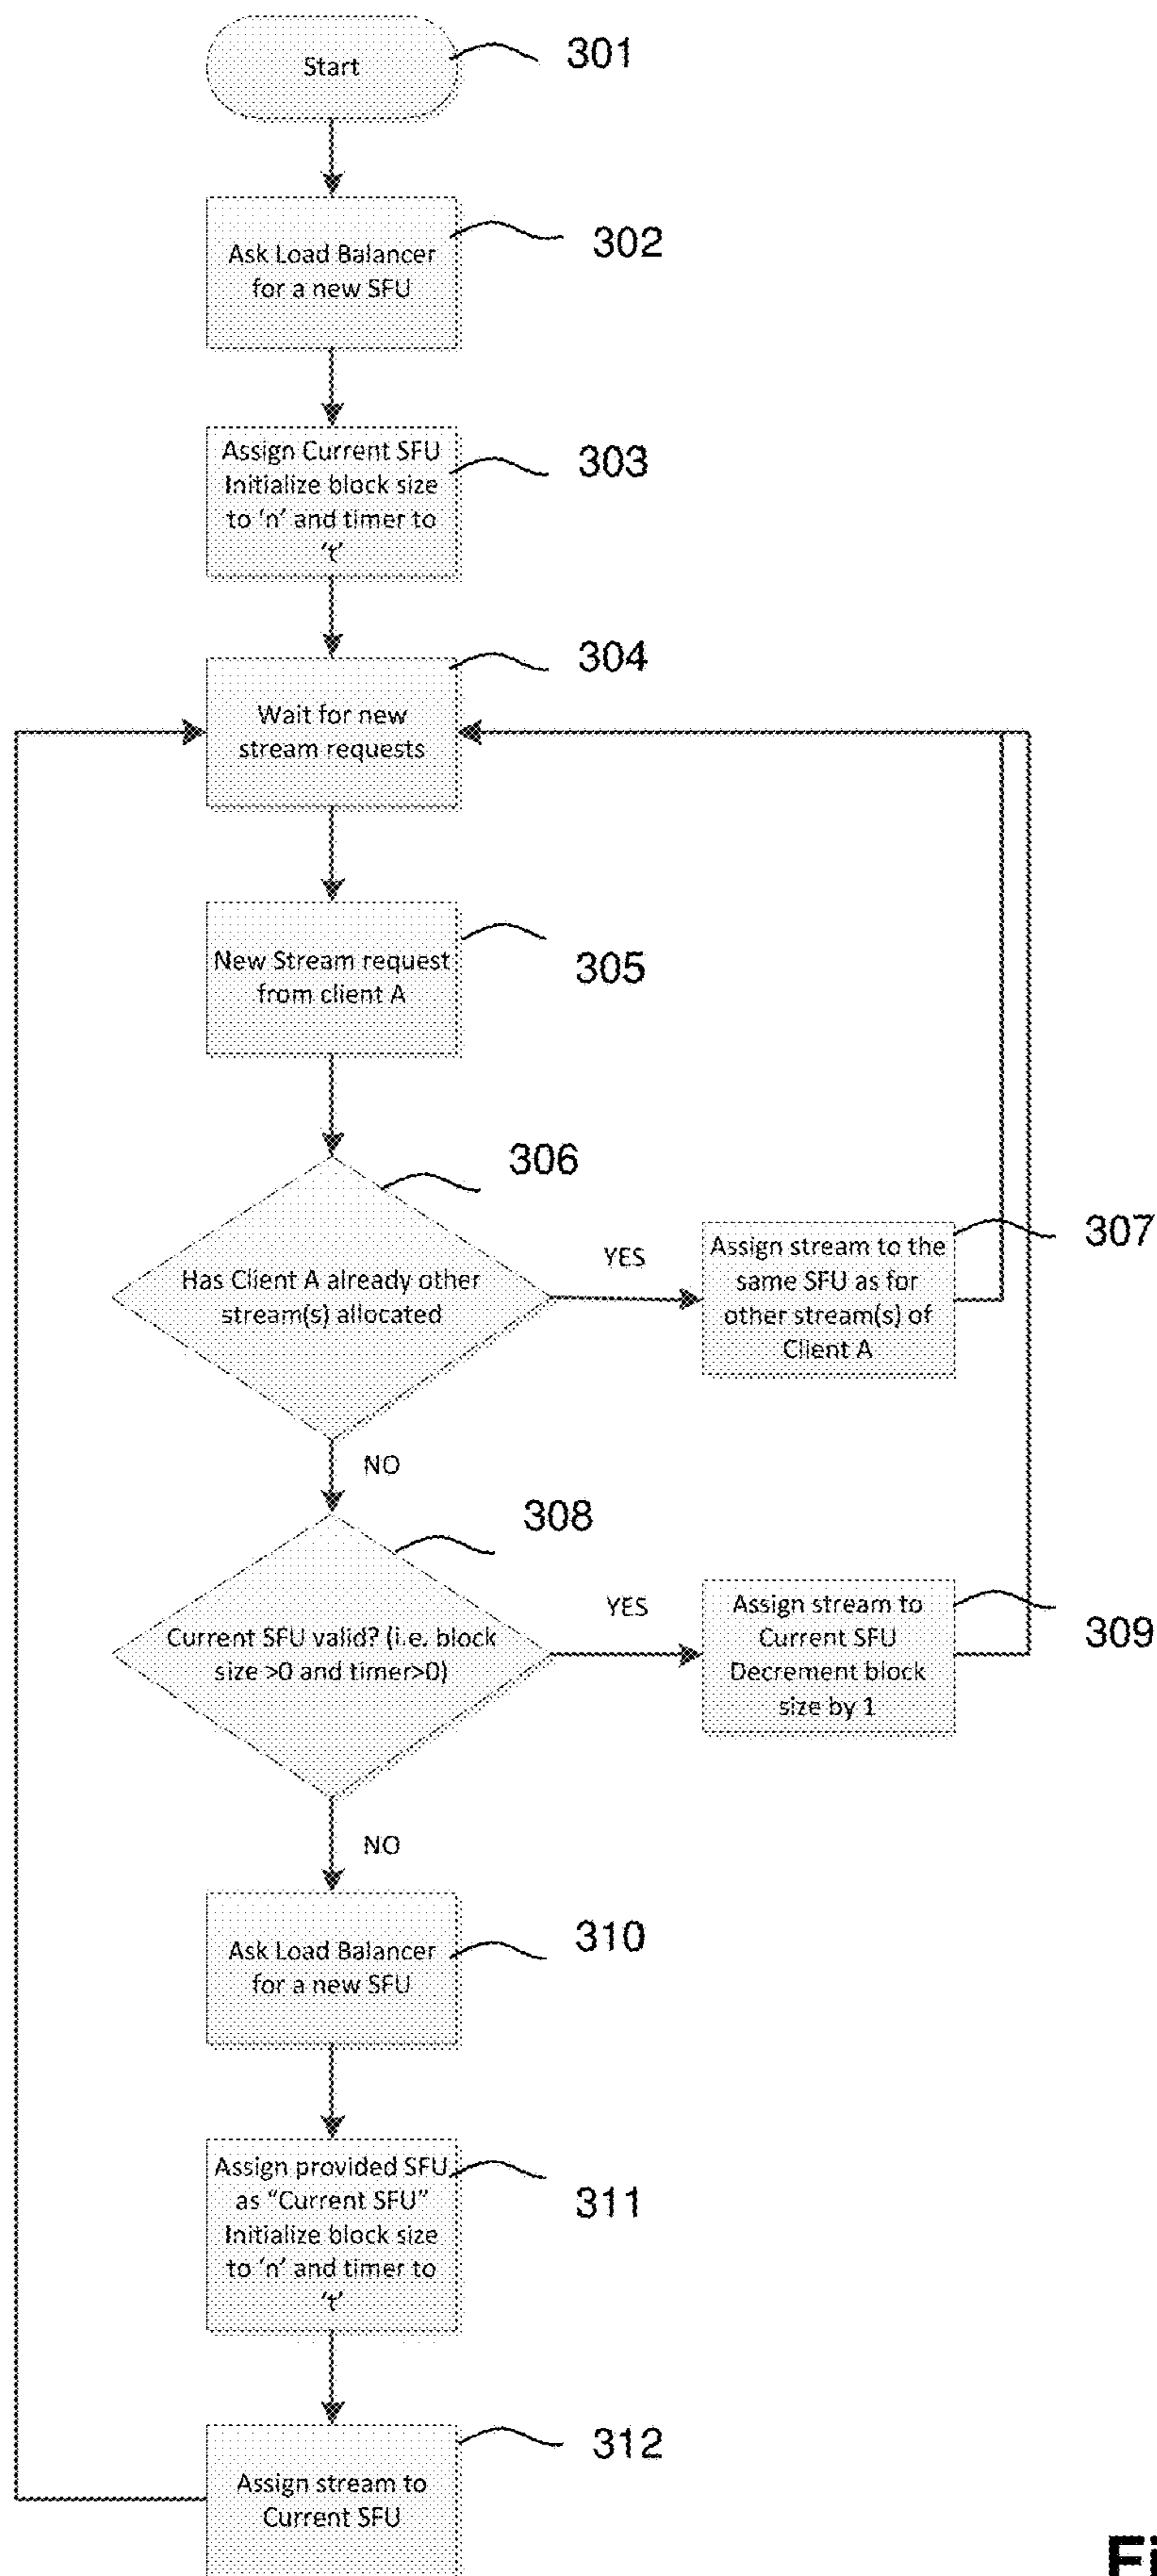 Start
301
Ask Load Balancer
for a new SFU
302
Assign Current SFU
Initialize block size
to ‘n’ and timer to
‘t’
303
Wait for new
stream requests
304
New Stream request
from client A
305
306
Has Client A already other
stream(s) allocated
YES
Assign stream to the
same SFU as for
other stream(s) of
Client A
307
NO
308
Current SFU valid? (i.e. block
size >0 and timer>0)
YES
Assign stream to
Current SFU
Decrement block
size by 1
309
NO
Ask Load Balancer
for a new SFU
310
Assign provided SFU
as “Current SFU”
Initialize block size
to ‘n’ and timer to
‘t’
311
Assign stream to
Current SFU
312